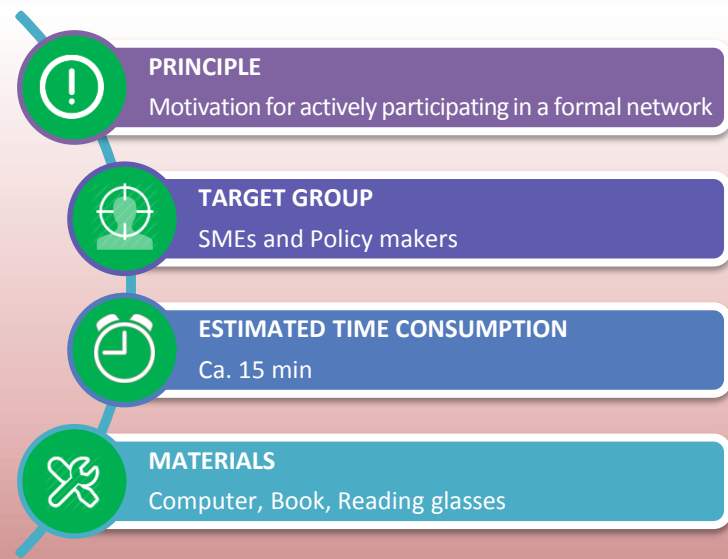 PRINCIPLE
Motivation for actively participating in a formal network
TARGET GROUP
SMEs and Policy makers
ESTIMATED TIME CONSUMPTION
Ca. 15 min
MATERIALS
Computer, Book, Reading glasses